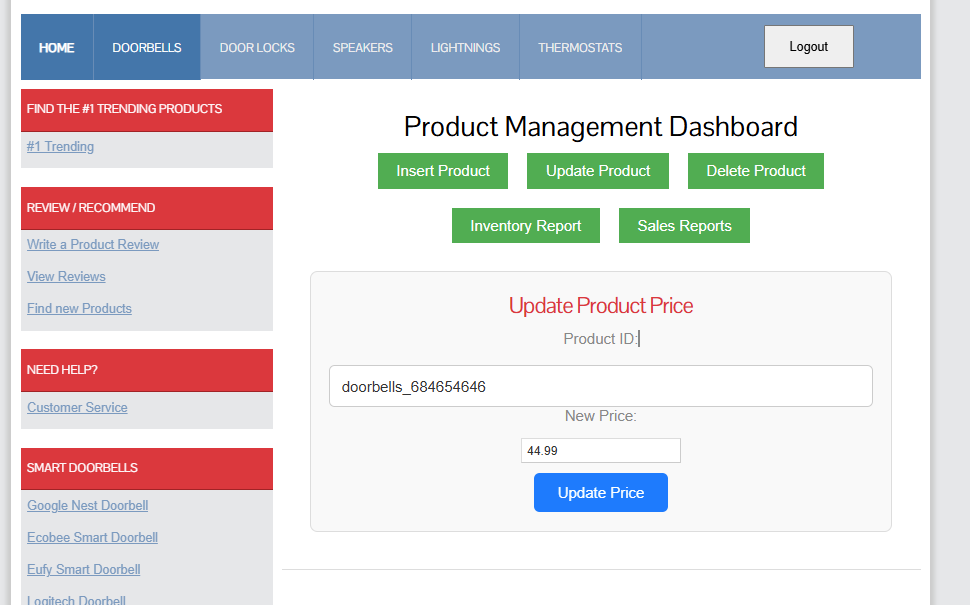 HOME DOORBELLS DOOR LOCKS SPEAKERS LIGHTNINGS THERMOSTATS Logout
FIND THE #1 TRENDING PRODUCTS
#1 Trending
REVIEW / RECOMMEND
Write a Product Review
View Reviews
Find new Products
NEED HELP?
Customer Service
SMART DOORBELLS
Google Nest Doorbell
Ecobee Smart Doorbell
Eufy Smart Doorbell
Logitech Doorbell
Product Management Dashboard
Insert Product Update Product Delete Product
Inventory Report Sales Reports
Update Product Price
Product ID:
doorbells_684654646
New Price:
44.99
Update Price